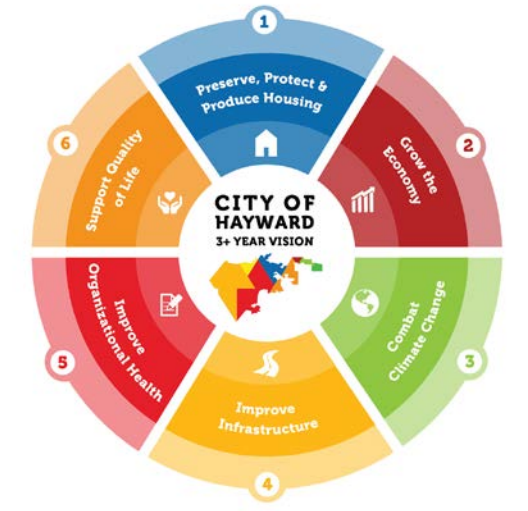 1
Preserve, Protect &
Produce Housing
2
Grow the
Economy
3
Combat
Climate Change
4
Improve
Infrastructure
5
Improve
Organizational Health
6
Support Quality
of Life
CITY OF
HAYWARD
3+ YEAR VISION